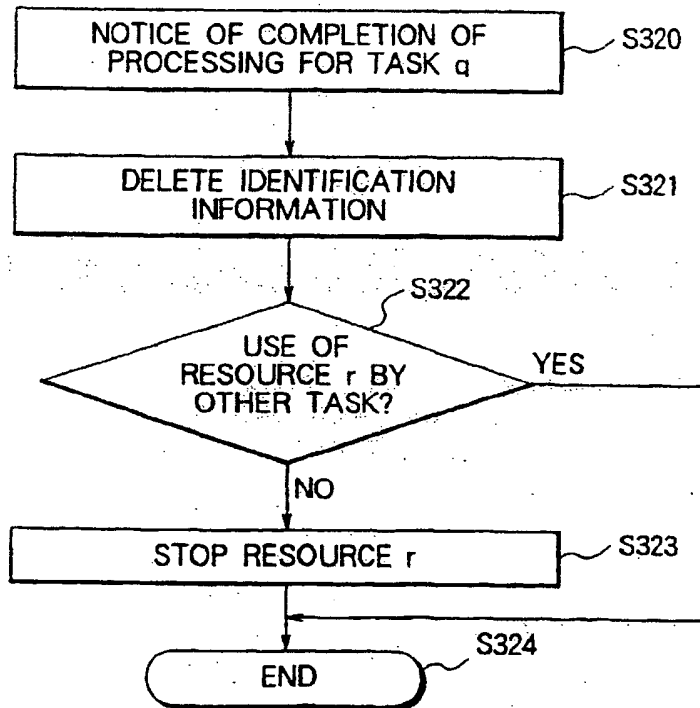 NOTICE OF COMPLETION OF
PROCESSING FOR TASK q
S320
DELETE IDENTIFICATION
INFORMATION
S321
S322
USE OF
RESOURCE r BY
OTHER TASK?
YES
NO
STOP RESOURCE r
S323
S324
END